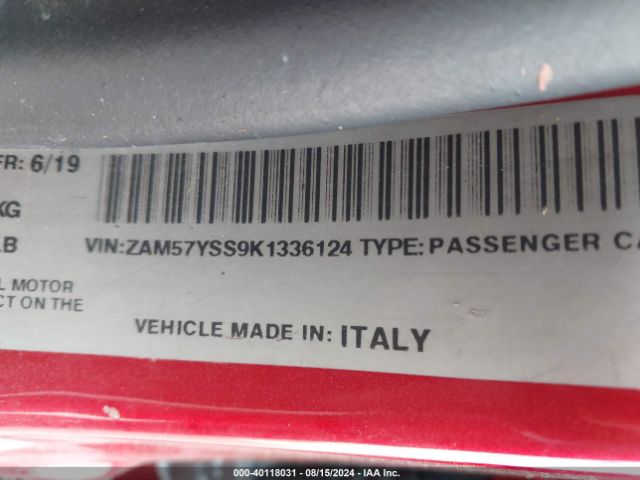 FR: 6/19
KG
LB
VIN:ZAM57YSS9K1336124 TYPE: PASSENGER
L MOTOR
CT ON THE
VEHICLE MADE IN: ITALY
000-40118031 - 08/15/2024 - IAA Inc.